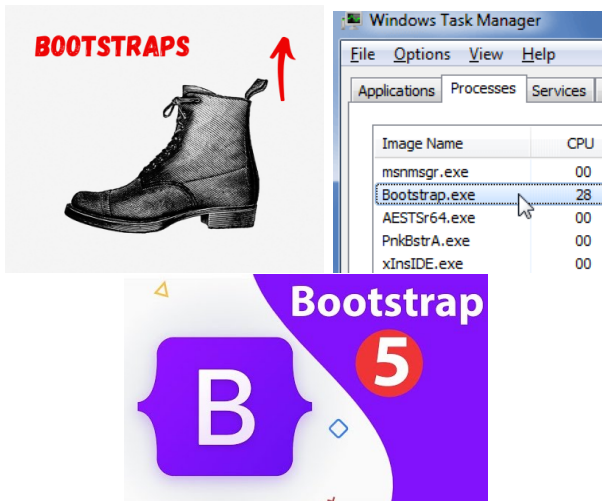 BOOTSTRAPS
Windows Task Manager
File Options View Help
Applications Processes Services
Image Name CPU
msnmsgr.exe 00
Bootstrap.exe 28
AESTSr64.exe 00
PnkBstrA.exe 00
xInsIDE.exe 00
Bootstrap
5
B